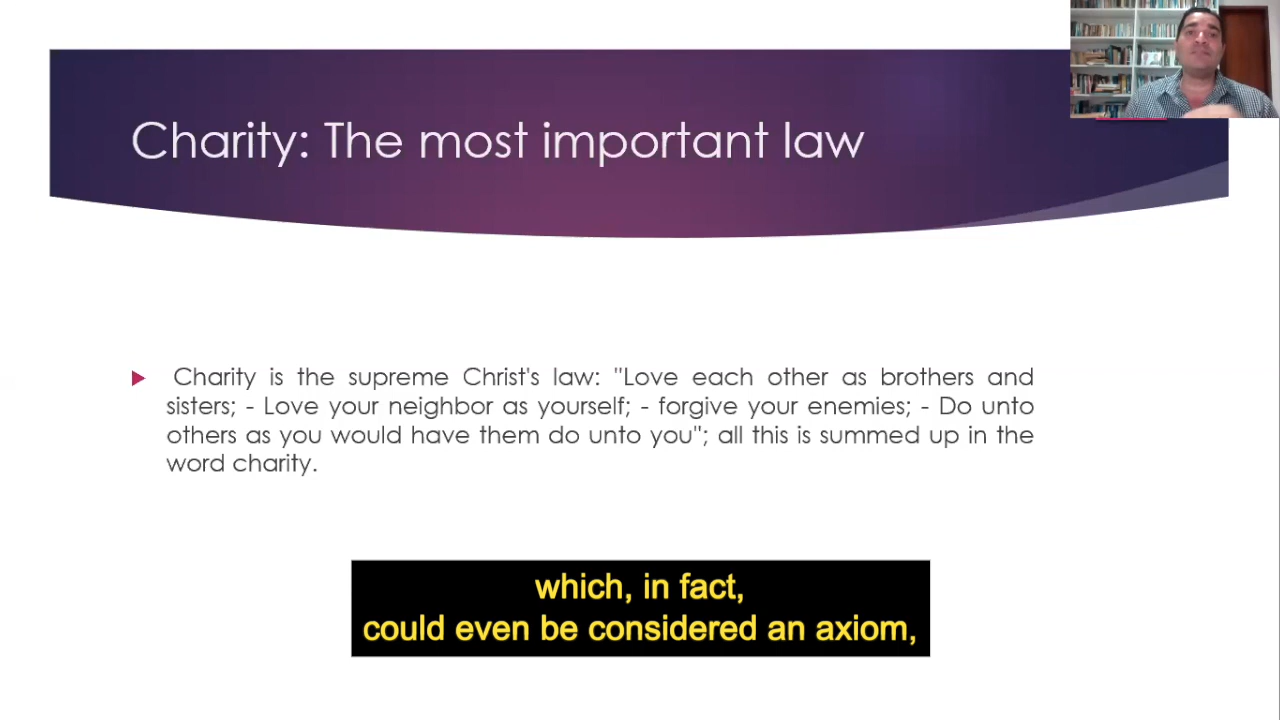 Charity: The most important law
Charity is the supreme Christ's law: "Love each other as brothers and
sisters; - Love your neighbor as yourself; - forgive your enemies; - Do unto
others as you would have them do unto you"; all this is summed up in the
word charity.
which, in fact,
could even be considered an axiom,